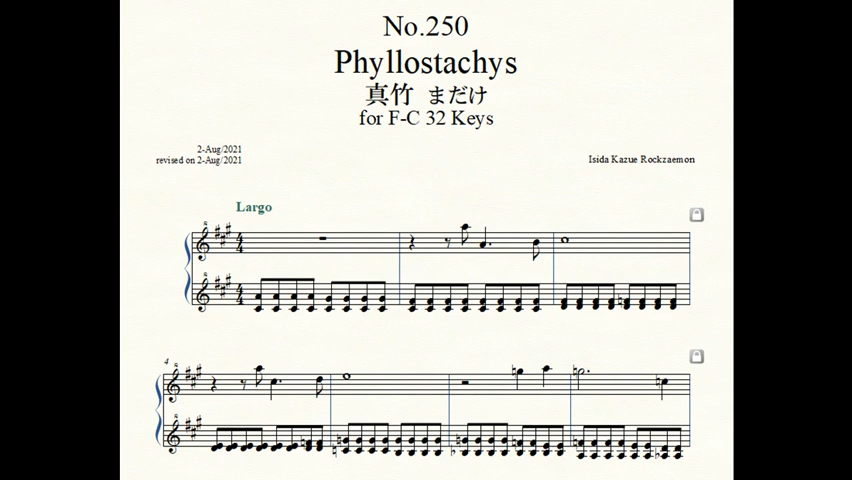 No.250
Phyllostachys
真竹 まだけ
for F-C 32 Keys
2-Aug/2021
revised on 2-Aug/2021
Isida Kazue Rockzaemon
Largo
4